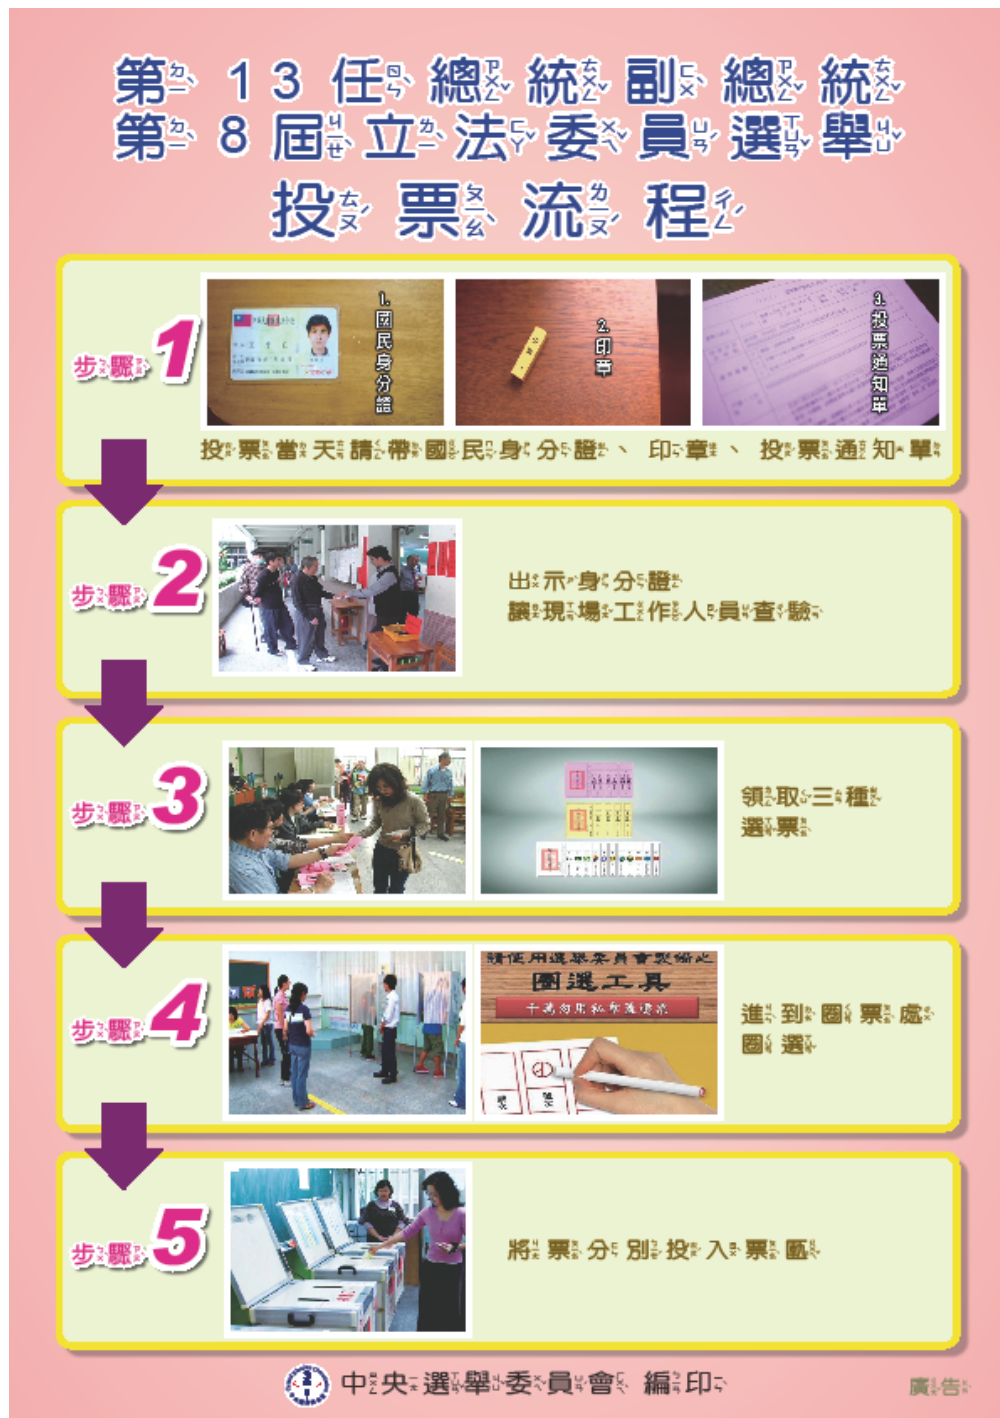 第13任總統副總統
第8屆立法委員選舉
投票流程
步驟1
1.國民身分證
2.印章
3.投票通知單
投票當天請帶國民身分證、印章、投票通知單
步驟2
出示身分證
讓現場工作人員查驗
步驟3
領取三種
選票
步驟4
請使用選舉委員會製備之
圈選工具
進到圈票處
圈選
步驟5
將票分別投入票匭
中央選舉委員會 編印
廣告